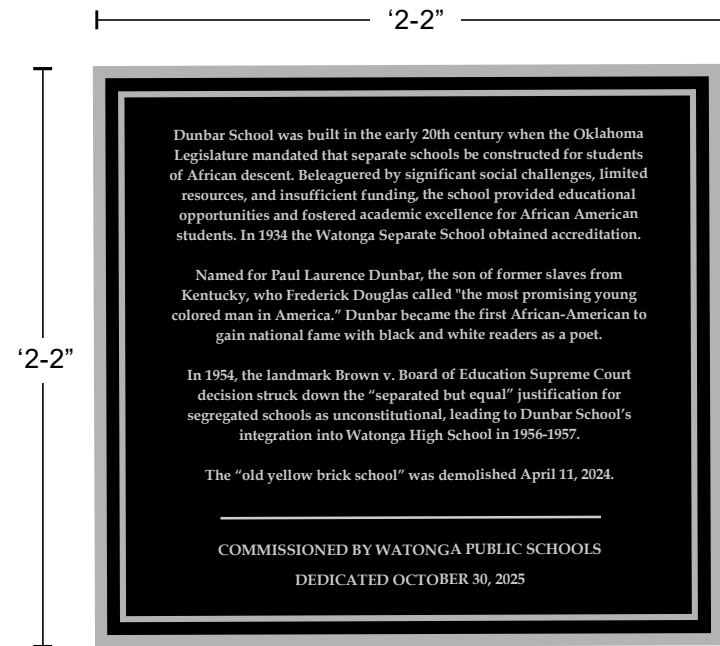 ‘2-2”
‘2-2”
Dunbar School was built in the early 20th century when the Oklahoma
Legislature mandated that separate schools be constructed for students
of African descent. Beleaguered by significant social challenges, limited
resources, and insufficient funding, the school provided educational
opportunities and fostered academic excellence for African American
students. In 1934 the Watonga Separate School obtained accreditation.
Named for Paul Laurence Dunbar, the son of former slaves from
Kentucky, who Frederick Douglas called "the most promising young
colored man in America.” Dunbar became the first African-American to
gain national fame with black and white readers as a poet.
In 1954, the landmark Brown v. Board of Education Supreme Court
decision struck down the “separated but equal” justification for
segregated schools as unconstitutional, leading to Dunbar School’s
integration into Watonga High School in 1956-1957.
The “old yellow brick school” was demolished April 11, 2024.
COMMISSIONED BY WATONGA PUBLIC SCHOOLS
DEDICATED OCTOBER 30, 2025